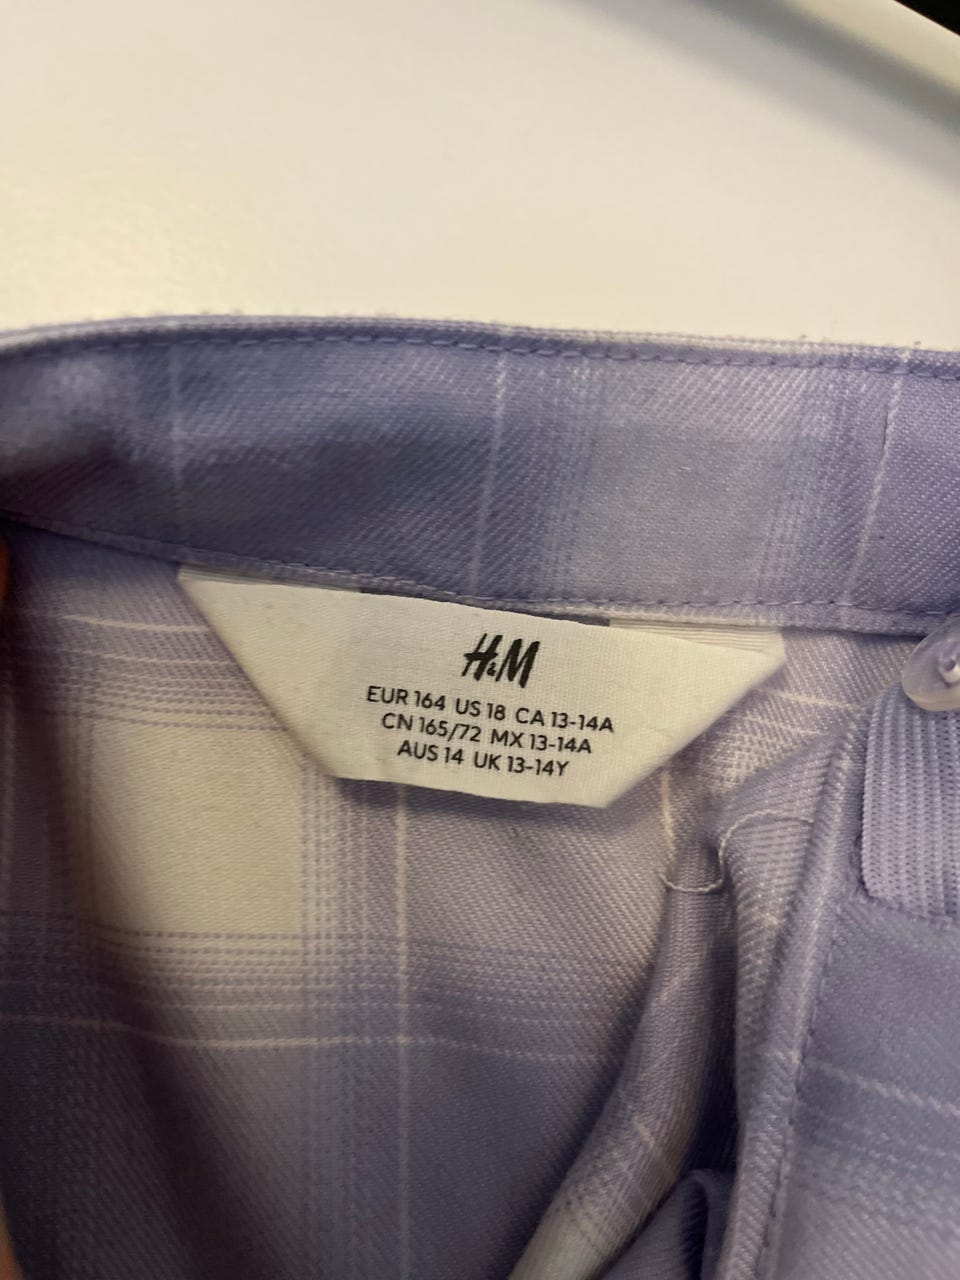 H&M
EUR 164 US 18 CA 13-14A
CN 165/72 MX 13-14A
AUS 14 UK 13-14Y